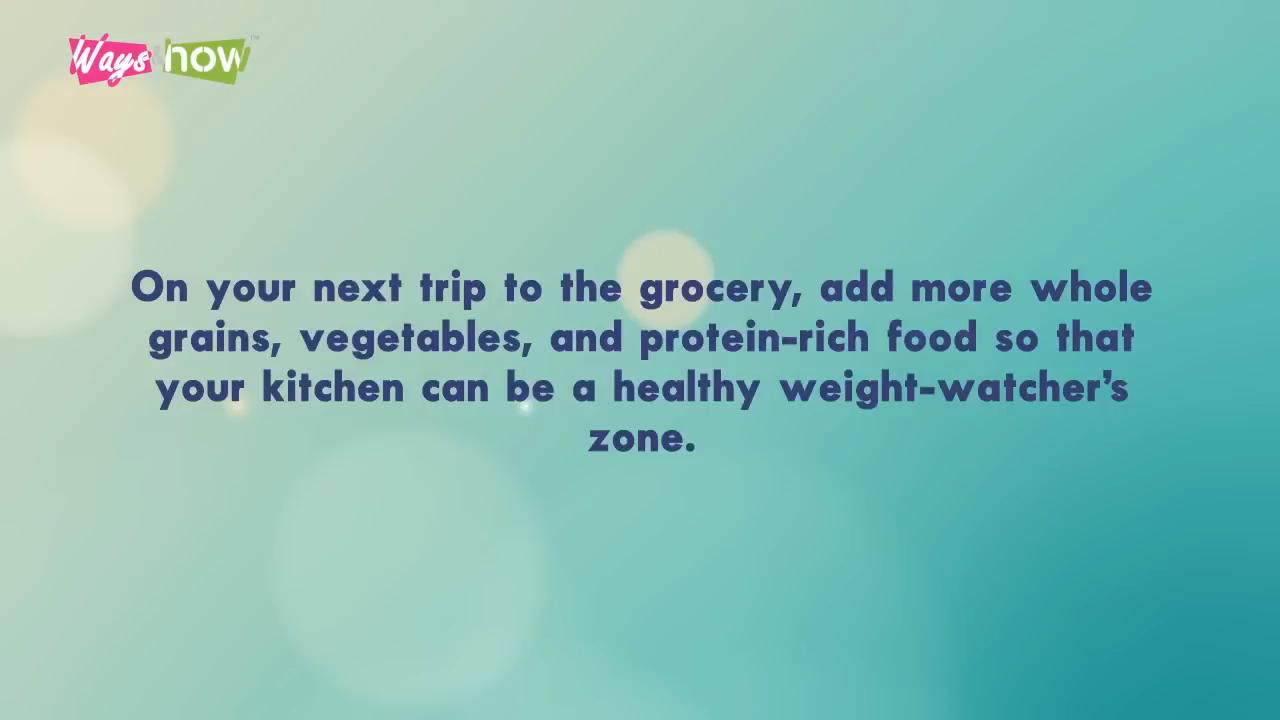 Ways now™
On your next trip to the grocery, add more whole
grains, vegetables, and protein-rich food so that
your kitchen can be a healthy weight-watcher's
zone.